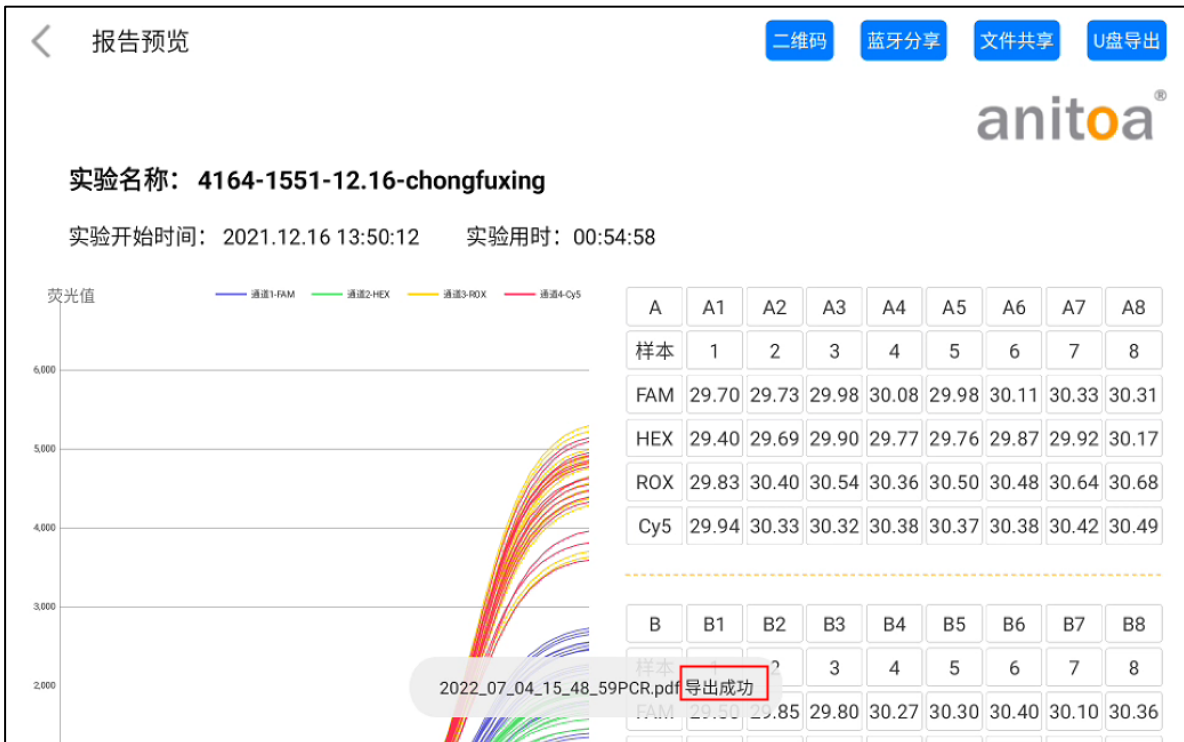 报告预览 二维码 蓝牙分享 文件共享 U盘导出
anitoa®
实验名称： 4164-1551-12.16-chongfuxing
实验开始时间： 2021.12.16 13:50:12 实验用时：00:54:58
荧光值 通道1-FAM 通道2-HEX 通道3-ROX 通道4-Cy5
6,000
5,000
4,000
3,000
2,000
A A1 A2 A3 A4 A5 A6 A7 A8
样本 1 2 3 4 5 6 7 8
FAM 29.70 29.73 29.98 30.08 29.98 30.11 30.33 30.31
HEX 29.40 29.69 29.90 29.77 29.76 29.87 29.92 30.17
ROX 29.83 30.40 30.54 30.36 30.50 30.48 30.64 30.68
Cy5 29.94 30.33 30.32 30.38 30.37 30.38 30.42 30.49
B B1 B2 B3 B4 B5 B6 B7 B8
样本 1 2 3 4 5 6 7 8
2022_07_04_15_48_59PCR.pdf 导出成功
FAM 29.50 29.85 29.80 30.27 30.30 30.40 30.10 30.36